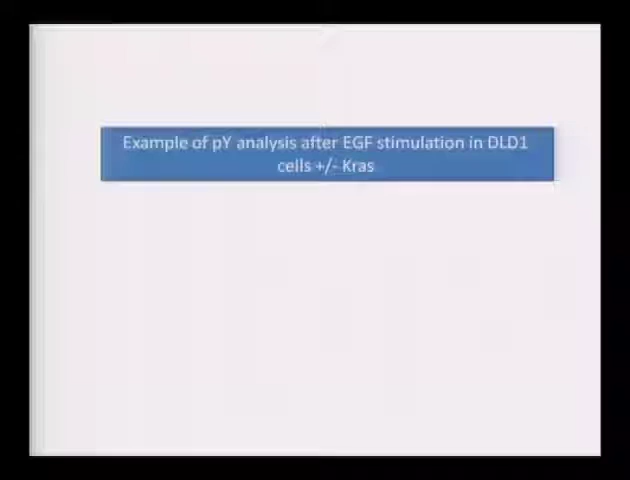 Example of pY analysis after EGF stimulation in DLD1
cells +/- Kras